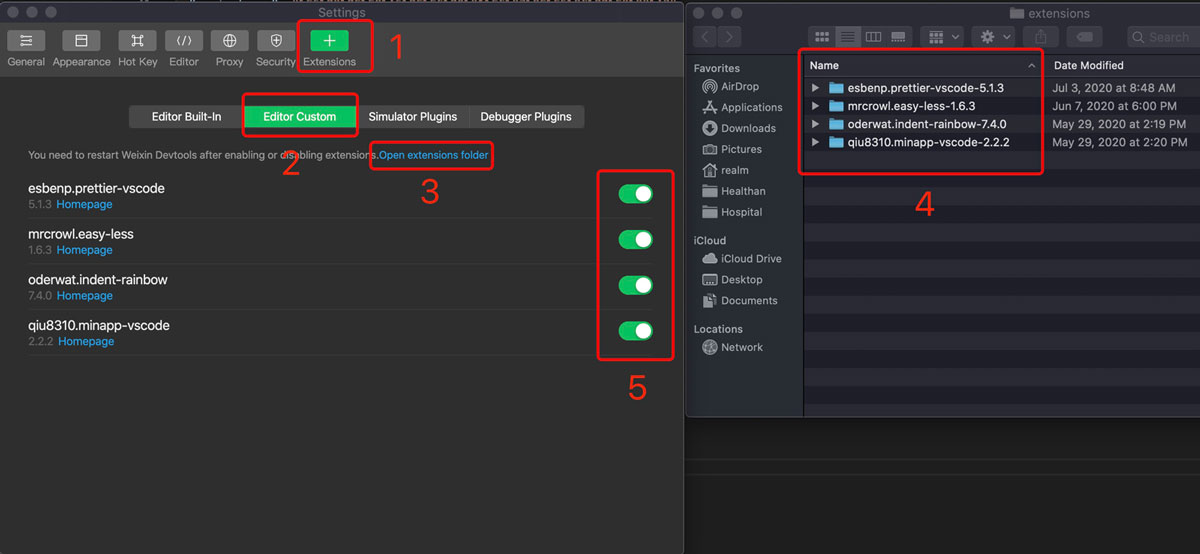 Settings
General Appearance Hot Key Editor Proxy Security Extensions
1
Editor Built-In Editor Custom Simulator Plugins Debugger Plugins
2
You need to restart Weixin Devtools after enabling or disabling extensions.Open extensions folder
3
esbenp.prettier-vscode
5.1.3 Homepage
mrcrowl.easy-less
1.6.3 Homepage
oderwat.indent-rainbow
7.4.0 Homepage
qiu8310.minapp-vscode
2.2.2 Homepage
5
extensions
Search
Favorites
AirDrop
Applications
Downloads
Pictures
realm
Healthan
Hospital
iCloud
iCloud Drive
Desktop
Documents
Locations
Network
Name Date Modified
esbenp.prettier-vscode-5.1.3 Jul 3, 2020 at 8:48 AM
mrcrowl.easy-less-1.6.3 Jun 7, 2020 at 6:00 PM
oderwat.indent-rainbow-7.4.0 May 29, 2020 at 2:19 PM
qiu8310.minapp-vscode-2.2.2 May 29, 2020 at 2:20 PM
4